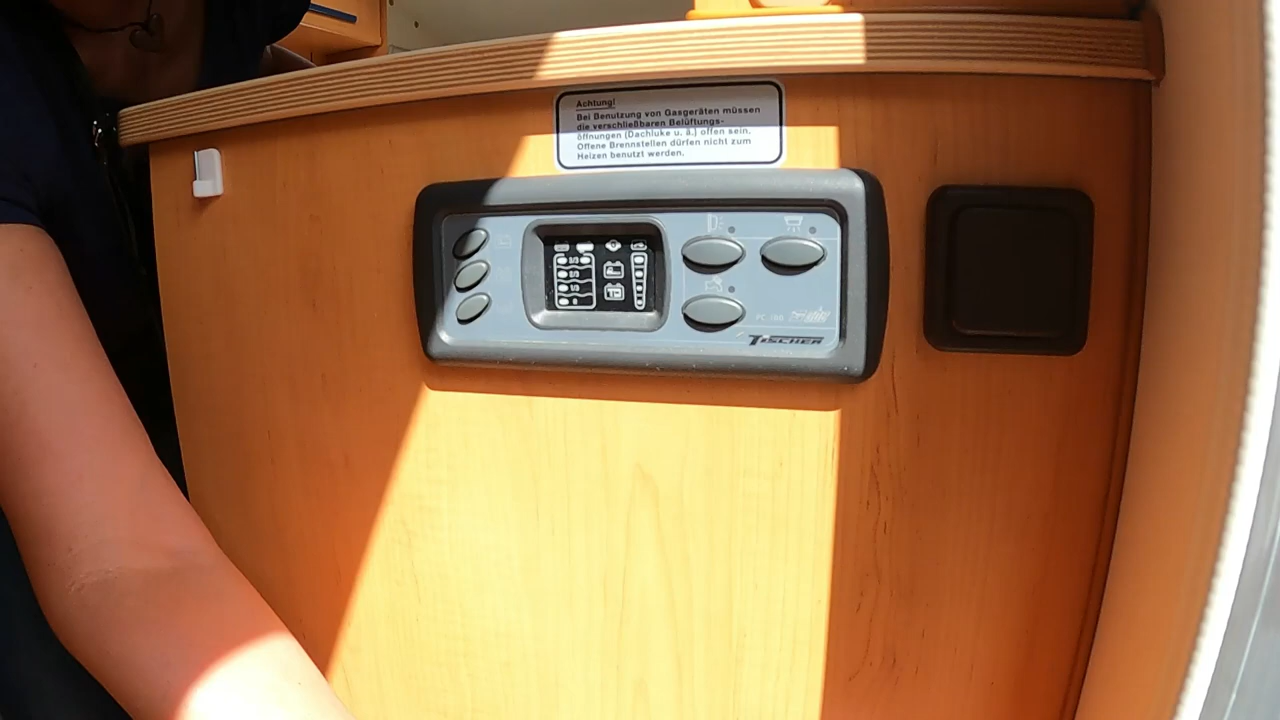 Achtung!
Bei Benutzung von Gasgeräten müssen
die verschließbaren Belüftungs-
öffnungen (Dachluke u. ä.) offen sein.
Offene Brennstellen dürfen nicht zum
Heizen benutzt werden.
PC 100
TISCHER